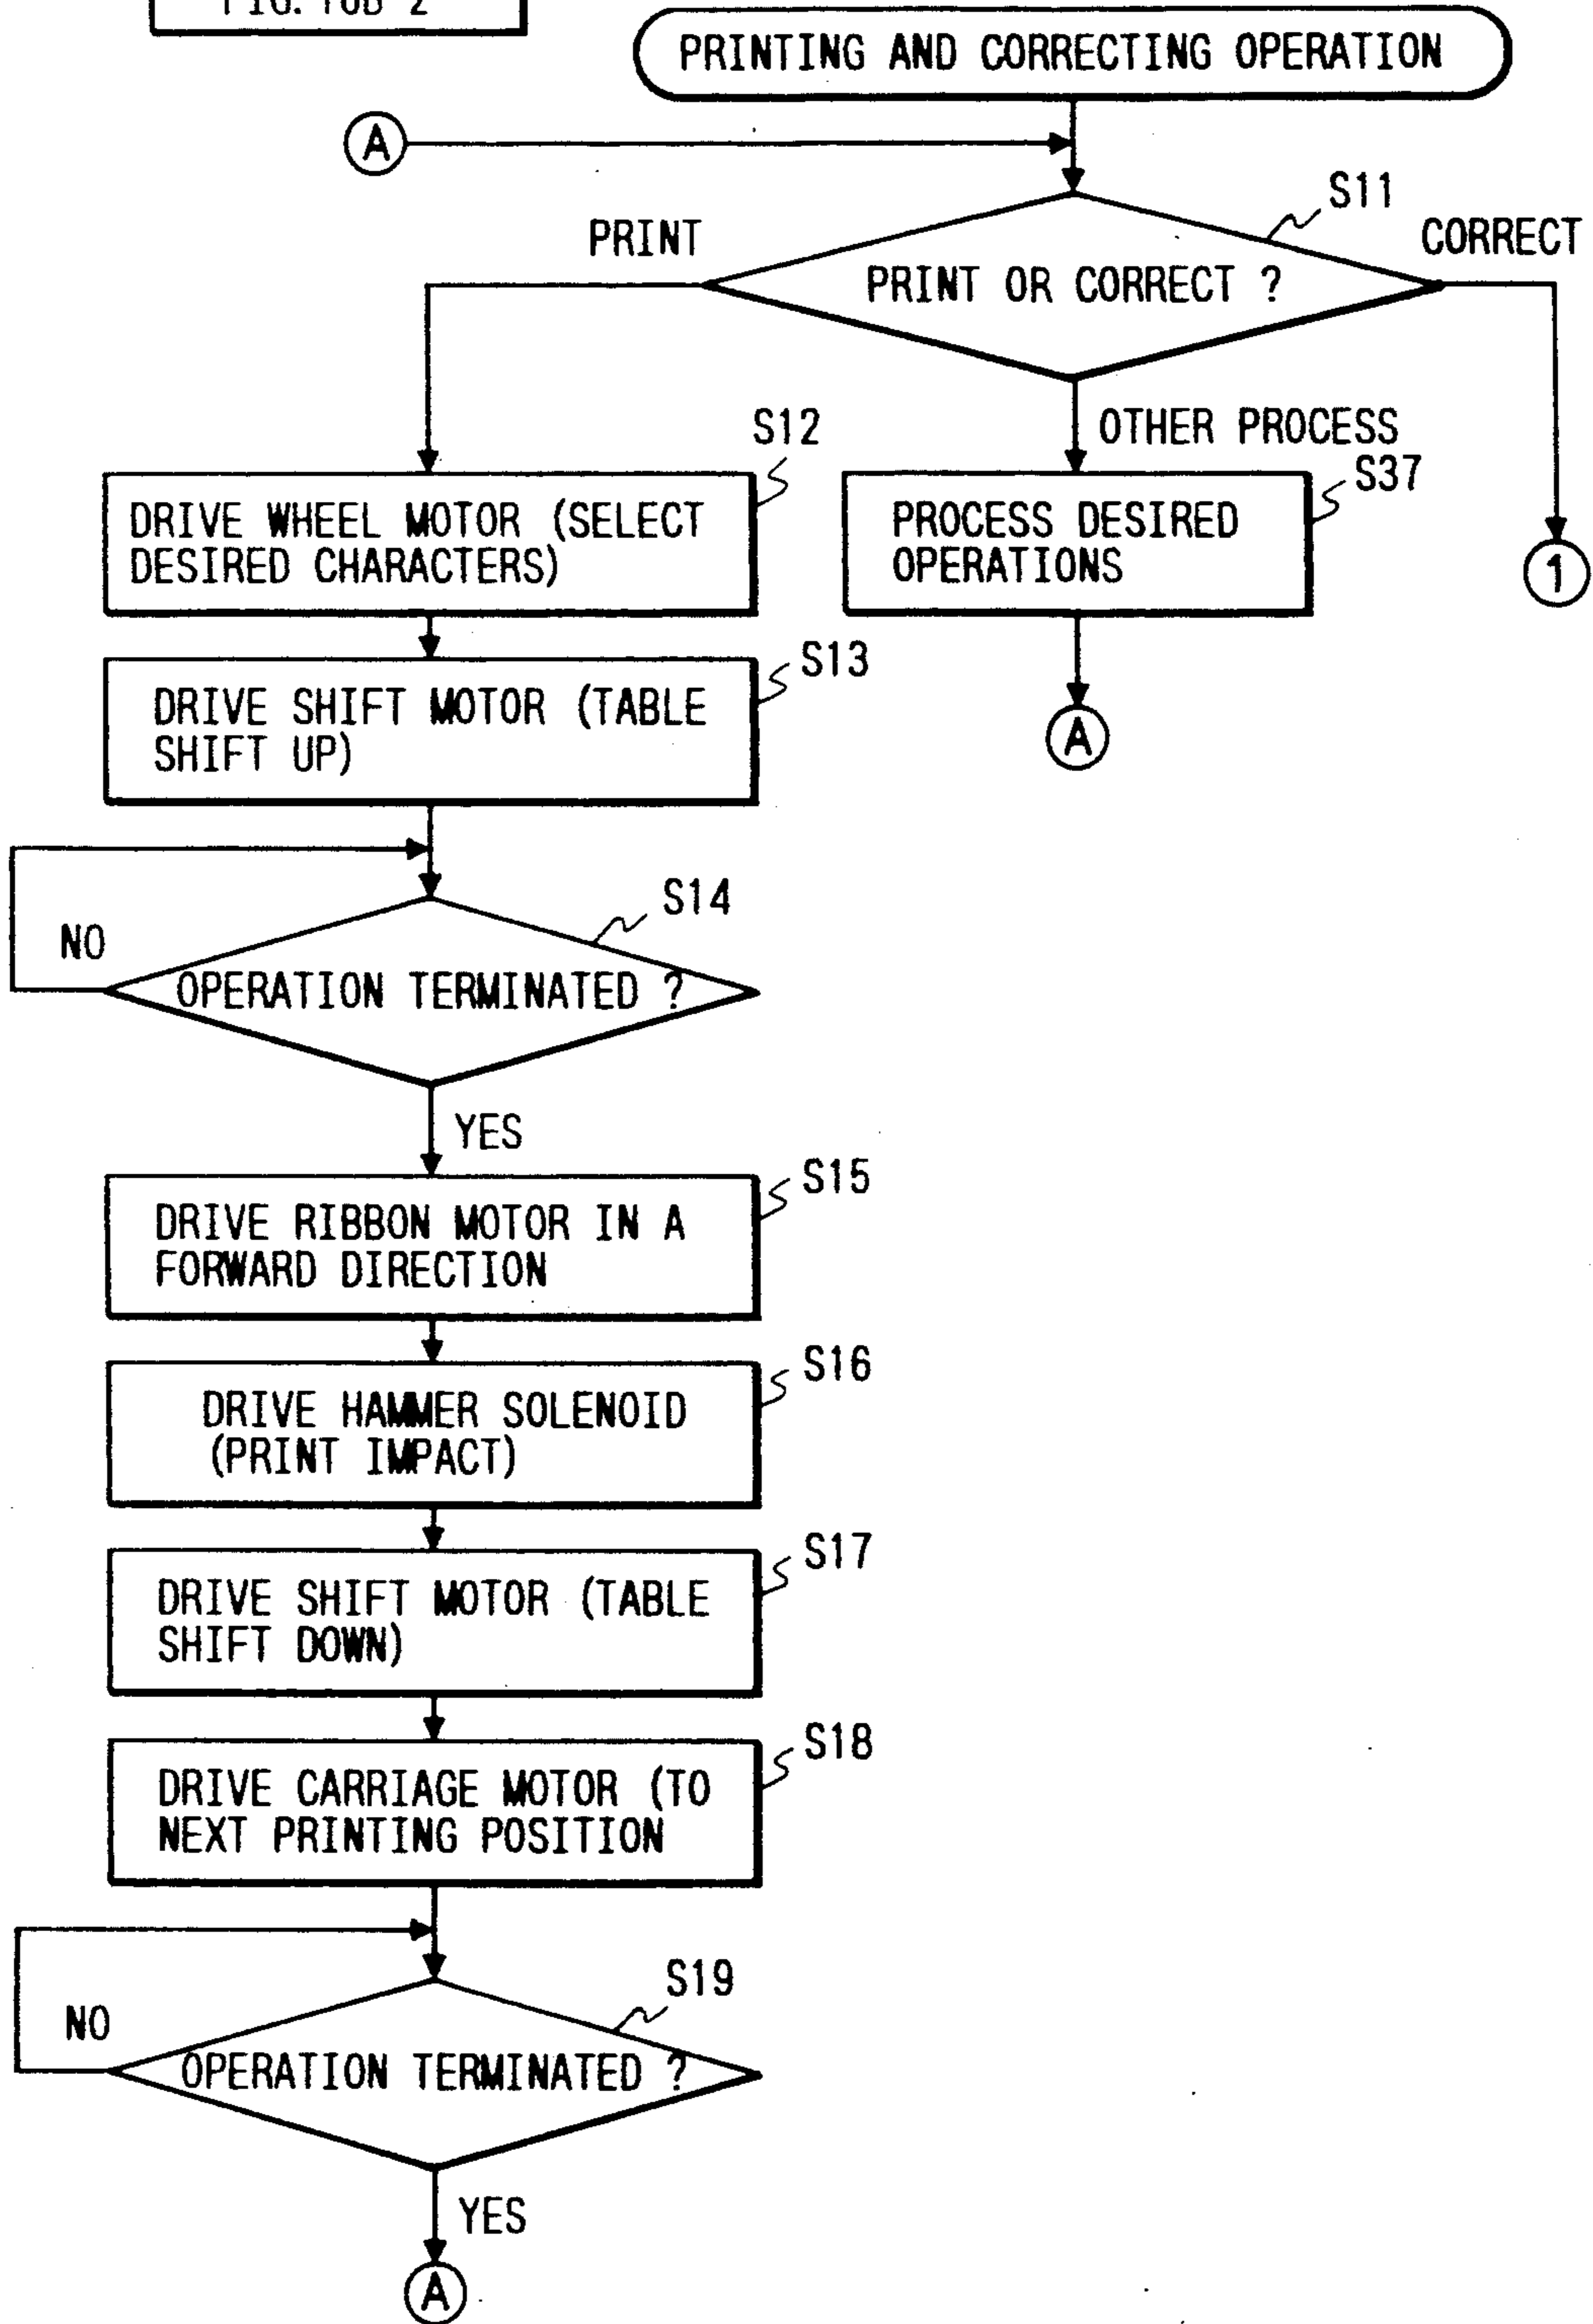 PRINTING AND CORRECTING OPERATION
A
S11
PRINT
CORRECT
PRINT OR CORRECT ?
OTHER PROCESS
S12
DRIVE WHEEL MOTOR (SELECT
DESIRED CHARACTERS)
S37
PROCESS DESIRED
OPERATIONS
1
A
S13
DRIVE SHIFT MOTOR (TABLE
SHIFT UP)
S14
NO
OPERATION TERMINATED ?
YES
S15
DRIVE RIBBON MOTOR IN A
FORWARD DIRECTION
S16
DRIVE HAMMER SOLENOID
(PRINT IMPACT)
S17
DRIVE SHIFT MOTOR (TABLE
SHIFT DOWN)
S18
DRIVE CARRIAGE MOTOR (TO
NEXT PRINTING POSITION
S19
NO
OPERATION TERMINATED ?
YES
A